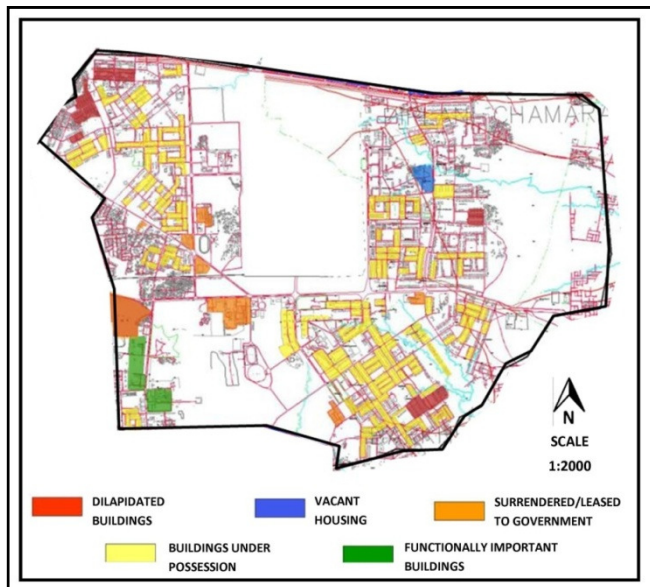 CHAMAR
N
SCALE
1:2000
DILAPIDATED
BUILDINGS
VACANT
HOUSING
SURRENDERED/LEASED
TO GOVERNMENT
BUILDINGS UNDER
POSSESSION
FUNCTIONALLY IMPORTANT
BUILDINGS